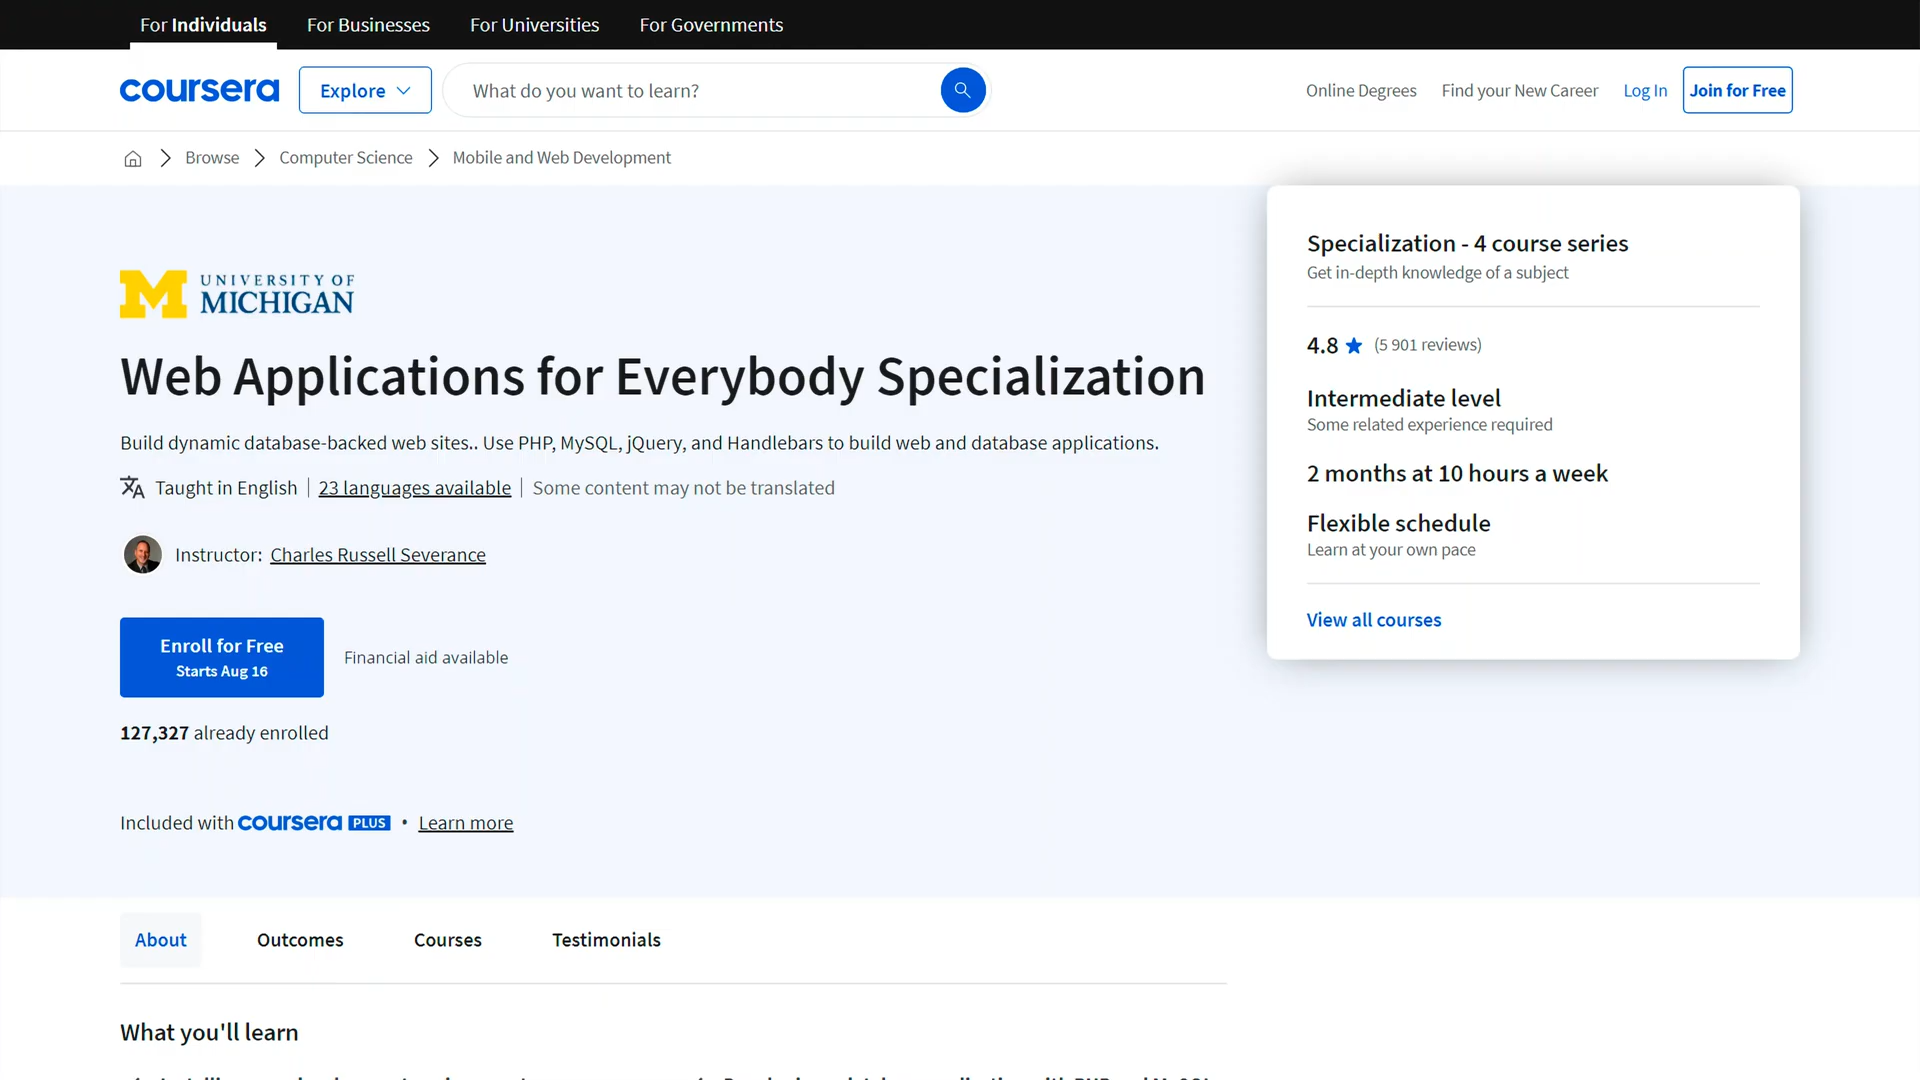 For Individuals
For Businesses
For Universities
For Governments
coursera
Explore
What do you want to learn?
Online Degrees
Find your New Career
Log In
Join for Free
Browse
Computer Science
Mobile and Web Development
UNIVERSITY OF
MICHIGAN
Web Applications for Everybody Specialization
Build dynamic database-backed web sites.. Use PHP, MySQL, jQuery, and Handlebars to build web and database applications.
Taught in English | 23 languages available | Some content may not be translated
Instructor: Charles Russell Severance
Enroll for Free
Starts Aug 16
Financial aid available
127,327 already enrolled
Included with coursera PLUS • Learn more
Specialization - 4 course series
Get in-depth knowledge of a subject
4.8 ★ (5 901 reviews)
Intermediate level
Some related experience required
2 months at 10 hours a week
Flexible schedule
Learn at your own pace
View all courses
About
Outcomes
Courses
Testimonials
What you'll learn